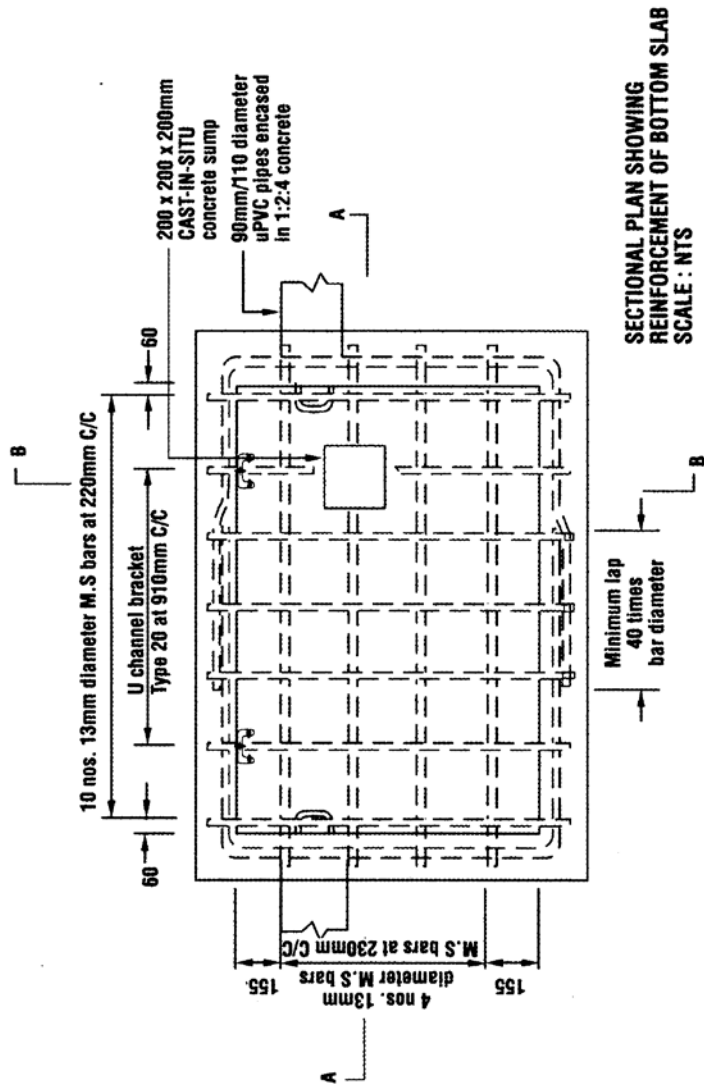 B
10 nos. 13mm diameter M.S bars at 220mm C/C
60
U channel bracket
Type 20 at 910mm C/C
60
200 x 200 x 200mm
CAST-IN-SITU
concrete sump
90mm/110 diameter
uPVC pipes encased
in 1:2:4 concrete
A
A
155
4 nos. 13mm
diameter M.S bars
M.S bars at 230mm C/C
155
Minimum lap
40 times
bar diameter
B
SECTIONAL PLAN SHOWING
REINFORCEMENT OF BOTTOM SLAB
SCALE : NTS